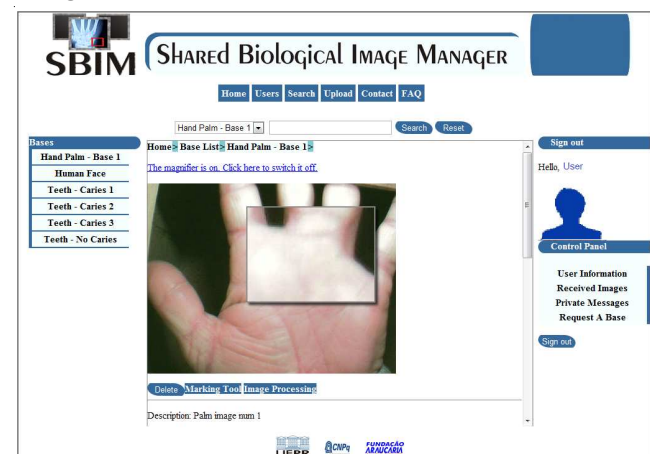 SBIM
Shared Biological Image Manager
Home Users Search Upload Contact FAQ
Hand Palm - Base 1 Search Reset
Bases
Hand Palm - Base 1
Human Face
Teeth - Caries 1
Teeth - Caries 2
Teeth - Caries 3
Teeth - No Caries
Home> Base List> Hand Palm - Base 1>
The magnifier is on. Click here to switch it off.
Delete Marking Tool Image Processing
Description: Palm image num 1
Sign out
Hello, User
Control Panel
User Information
Received Images
Private Messages
Request A Base
Sign out
CNPq
FUNDAÇÃO
ARAUCÁRIA